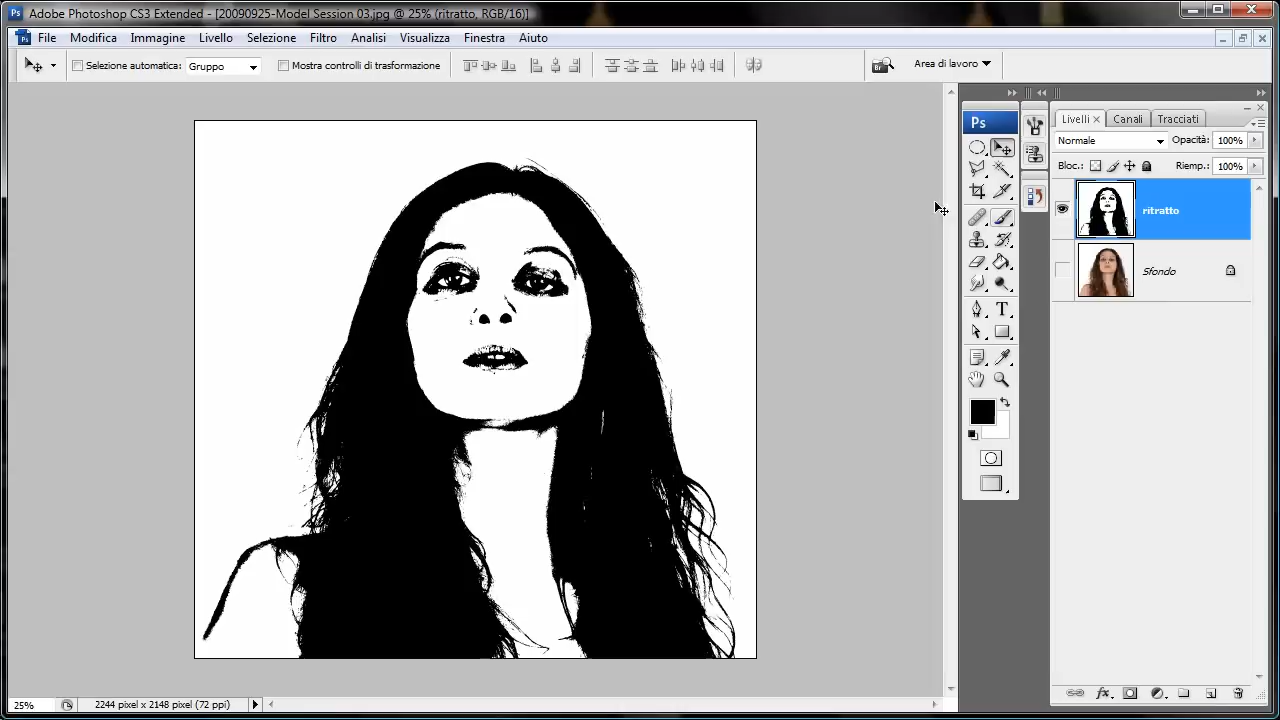 Adobe Photoshop CS3 Extended - [20090925-Model Session 03.jpg @ 25% (ritratto, RGB/16)]
File Modifica Immagine Livello Selezione Filtro Analisi Visualizza Finestra Aiuto
Selezione automatica: Gruppo Mostra controlli di trasformazione Area di lavoro
Ps
Livelli Canali Tracciati
Normale Opacità: 100%
Bloc.: Riemp.: 100%
ritratto
Sfondo
25% 2244 pixel x 2148 pixel (72 ppi)